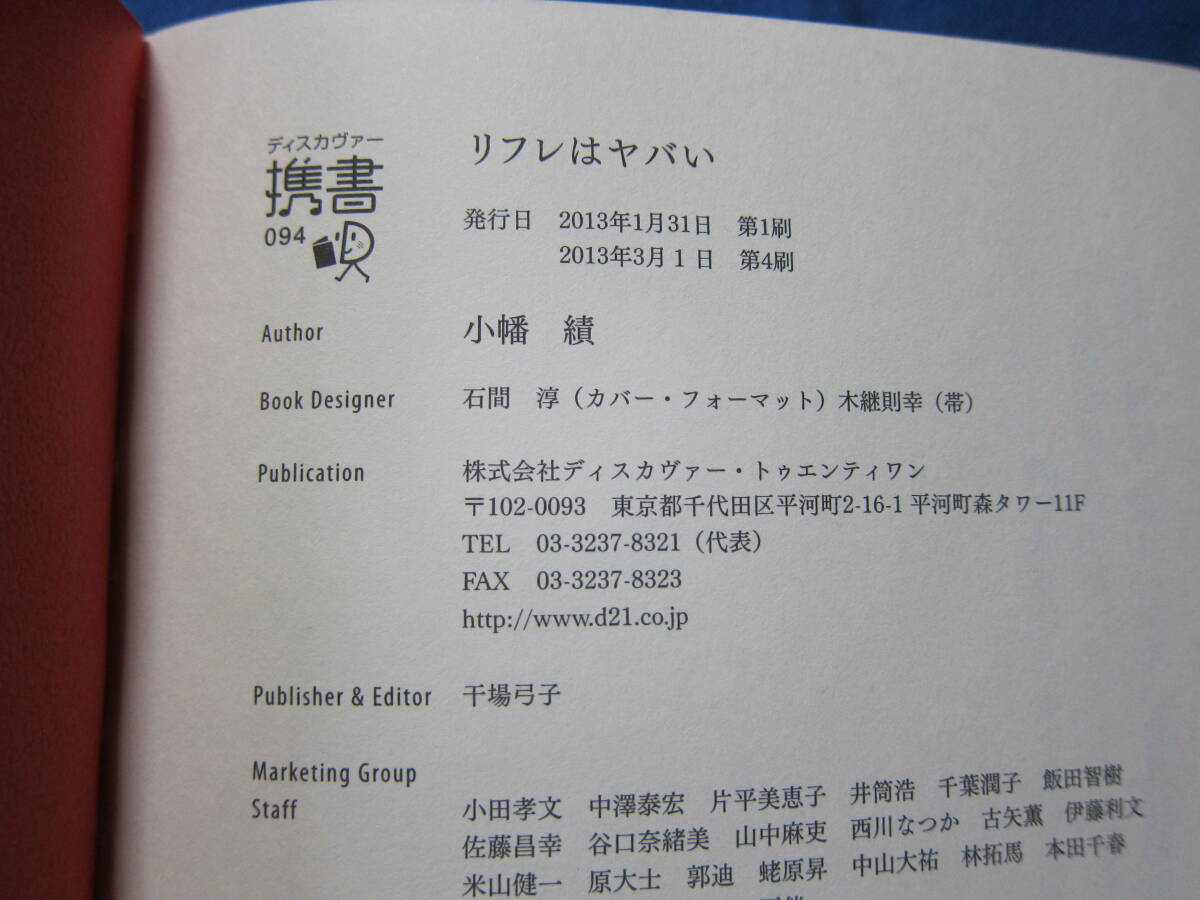 ディスカヴァー
携書
094
リフレはヤバい
発行日 2013年1月31日 第1刷
2013年3月1日 第4刷
Author 小幡 績
Book Designer 石間 淳（カバー・フォーマット）木継則幸（帯）
Publication 株式会社ディスカヴァー・トゥエンティワン
〒102-0093 東京都千代田区平河町2-16-1 平河町森タワー11F
TEL 03-3237-8321（代表）
FAX 03-3237-8323
http://www.d21.co.jp
Publisher & Editor 干場弓子
Marketing Group
Staff 小田孝文 中澤泰宏 片平美恵子 井筒浩 千葉潤子 飯田智樹
佐藤昌幸 谷口奈緒美 山中麻吏 西川なつか 古矢薫 伊藤利文
米山健一 原大士 郭迪 蛯原昇 中山大祐 林拓馬 本田千春